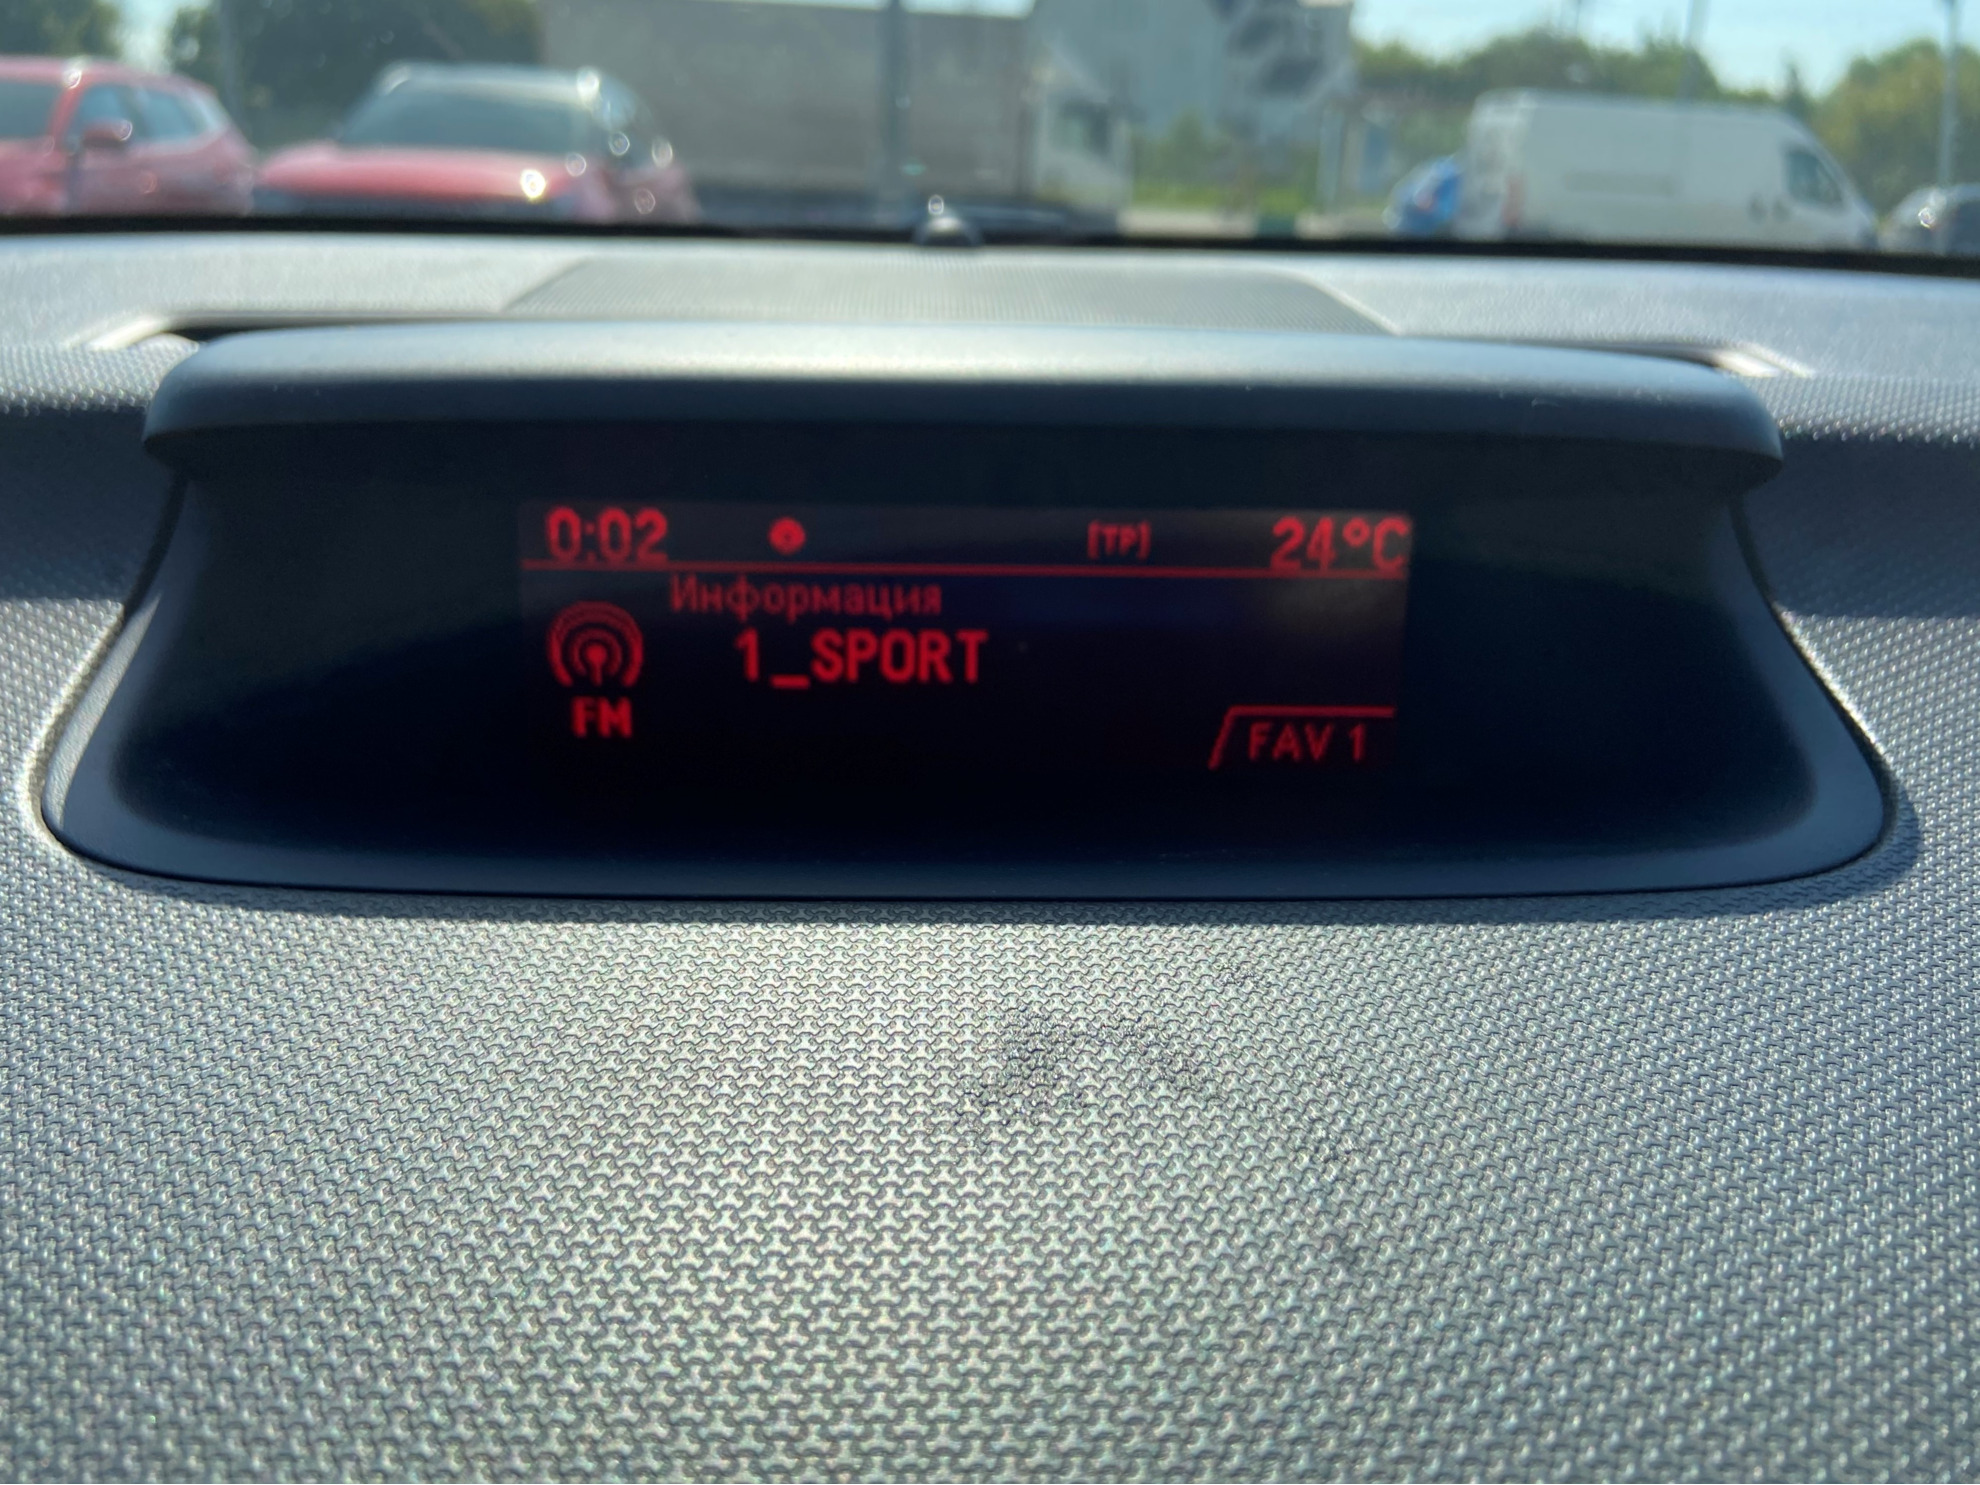 0:02 [TP] 24°C
Информация
1_SPORT
FM
FAV 1